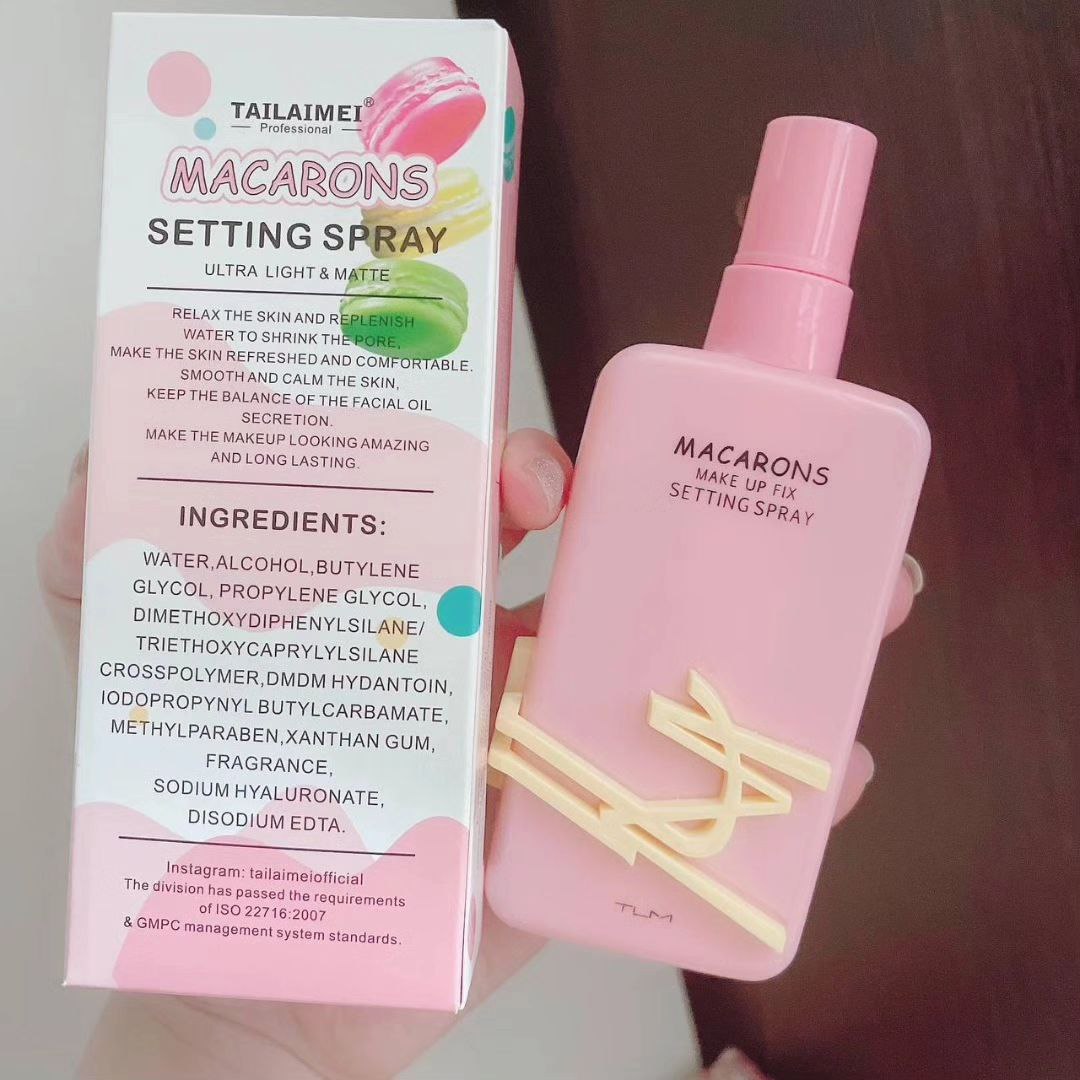 TAILAIMEI®
Professional
MACARONS
SETTING SPRAY
ULTRA LIGHT & MATTE
RELAX THE SKIN AND REPLENISH
WATER TO SHRINK THE PORE,
MAKE THE SKIN REFRESHED AND COMFORTABLE.
SMOOTH AND CALM THE SKIN,
KEEP THE BALANCE OF THE FACIAL OIL
SECRETION.
MAKE THE MAKEUP LOOKING AMAZING
AND LONG LASTING.
INGREDIENTS:
WATER,ALCOHOL,BUTYLENE
GLYCOL, PROPYLENE GLYCOL,
DIMETHOXYDIPHENYLSILANE/
TRIETHOXYCAPRYLYLSILANE
CROSSPOLYMER,DMDM HYDANTOIN,
IODOPROPYNYL BUTYLCARBAMATE,
METHYLPARABEN,XANTHAN GUM,
FRAGRANCE,
SODIUM HYALURONATE,
DISODIUM EDTA.
Instagram: tailaimeiofficial
The division has passed the requirements
of ISO 22716:2007
& GMPC management system standards.
MACARONS
MAKE UP FIX
SETTING SPRAY
TLM